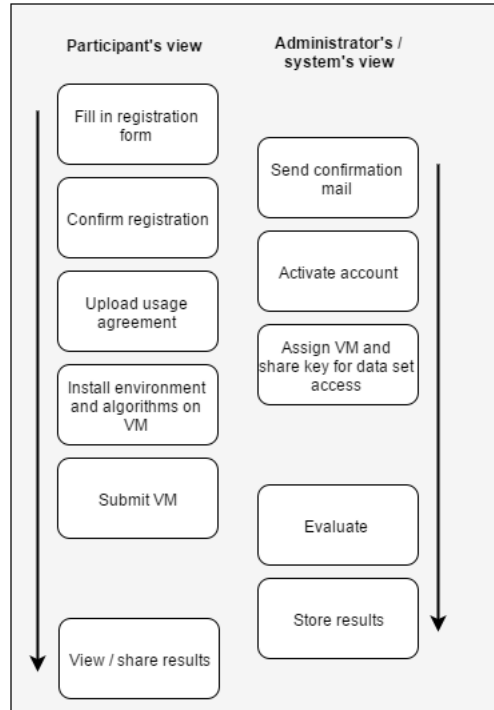 Participant's view
Administrator's /
system's view
Fill in registration
form
Send confirmation
mail
Confirm registration
Activate account
Upload usage
agreement
Assign VM and
share key for data set
access
Install environment
and algorithms on
VM
Submit VM
Evaluate
Store results
View / share results